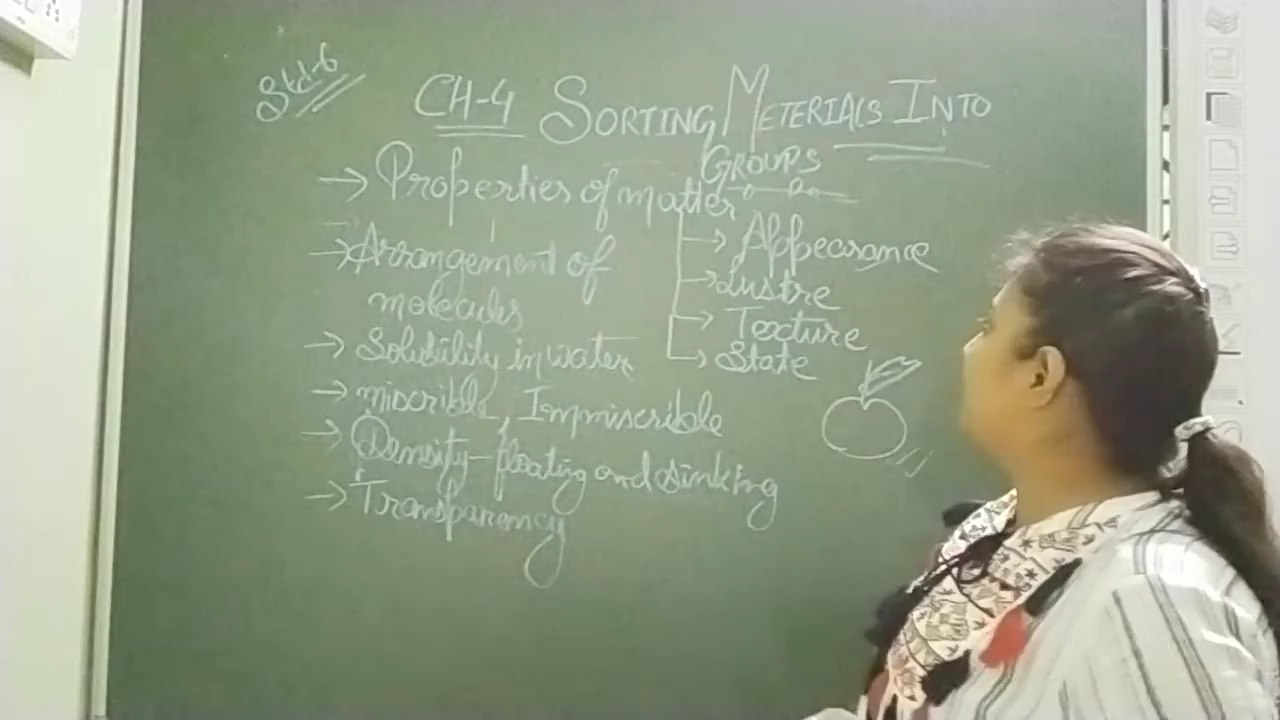 Std-6
CH-4 SORTING METERIALS INTO
GROUPS
→ Properties of matter
→ Appearance
→ Lustre
→ Texture
→ State
→ Arrangement of
molecules
→ Solubility in water
→ miscrible, Immiscrible
→ Density - floating and sinking
→ Transparency